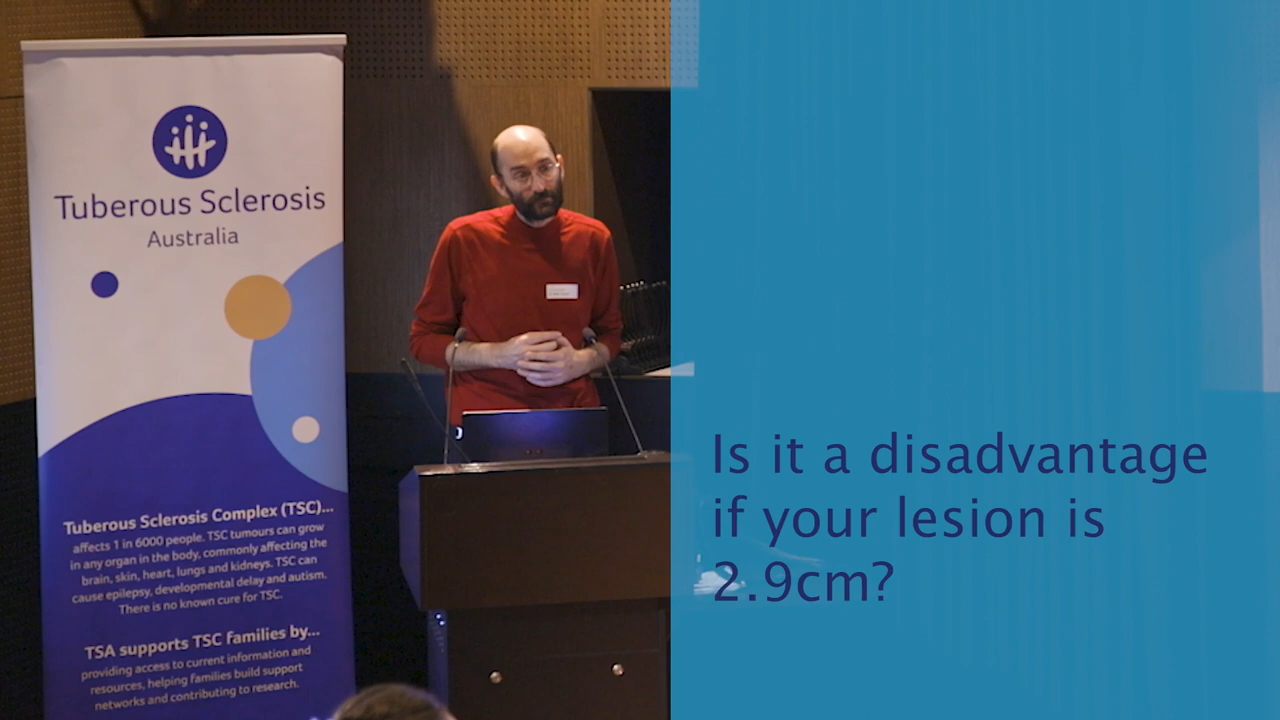 Tuberous Sclerosis
Australia
Tuberous Sclerosis Complex (TSC)...
affects 1 in 6000 people. TSC tumours can grow
in any organ in the body, commonly affecting the
brain, skin, heart, lungs and kidneys. TSC can
cause epilepsy, developmental delay and autism.
There is no known cure for TSC.
TSA supports TSC families by...
providing access to current information and
resources, helping families build support
networks and contributing to research.
Is it a disadvantage
if your lesion is
2.9cm?